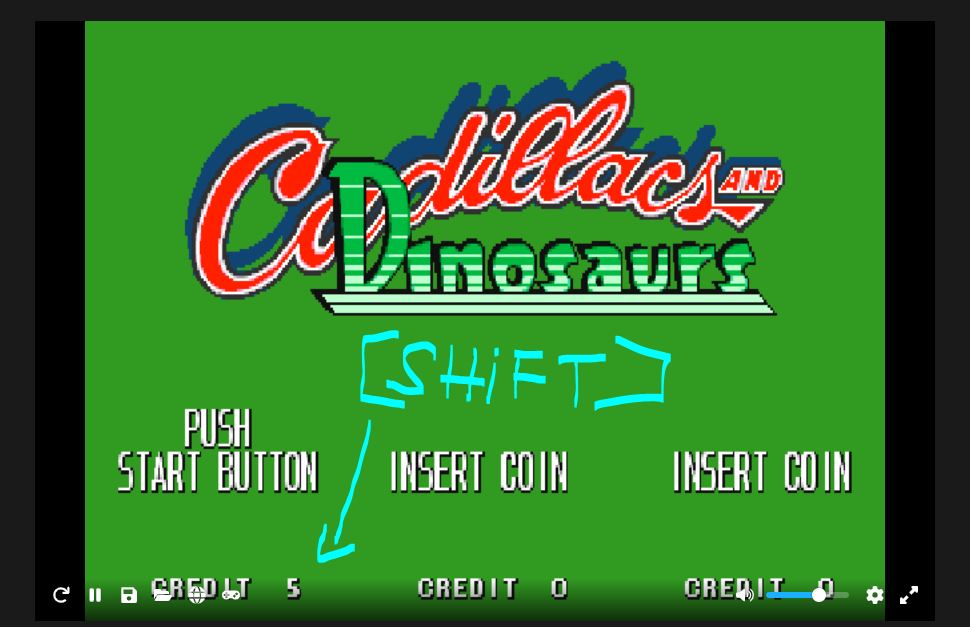 Cadillacs AND
Dinosaurs
[SHiFT]
PUSH
START BUTTON
INSERT COIN
INSERT COIN
CREDIT 5
CREDIT 0
CREDIT 0